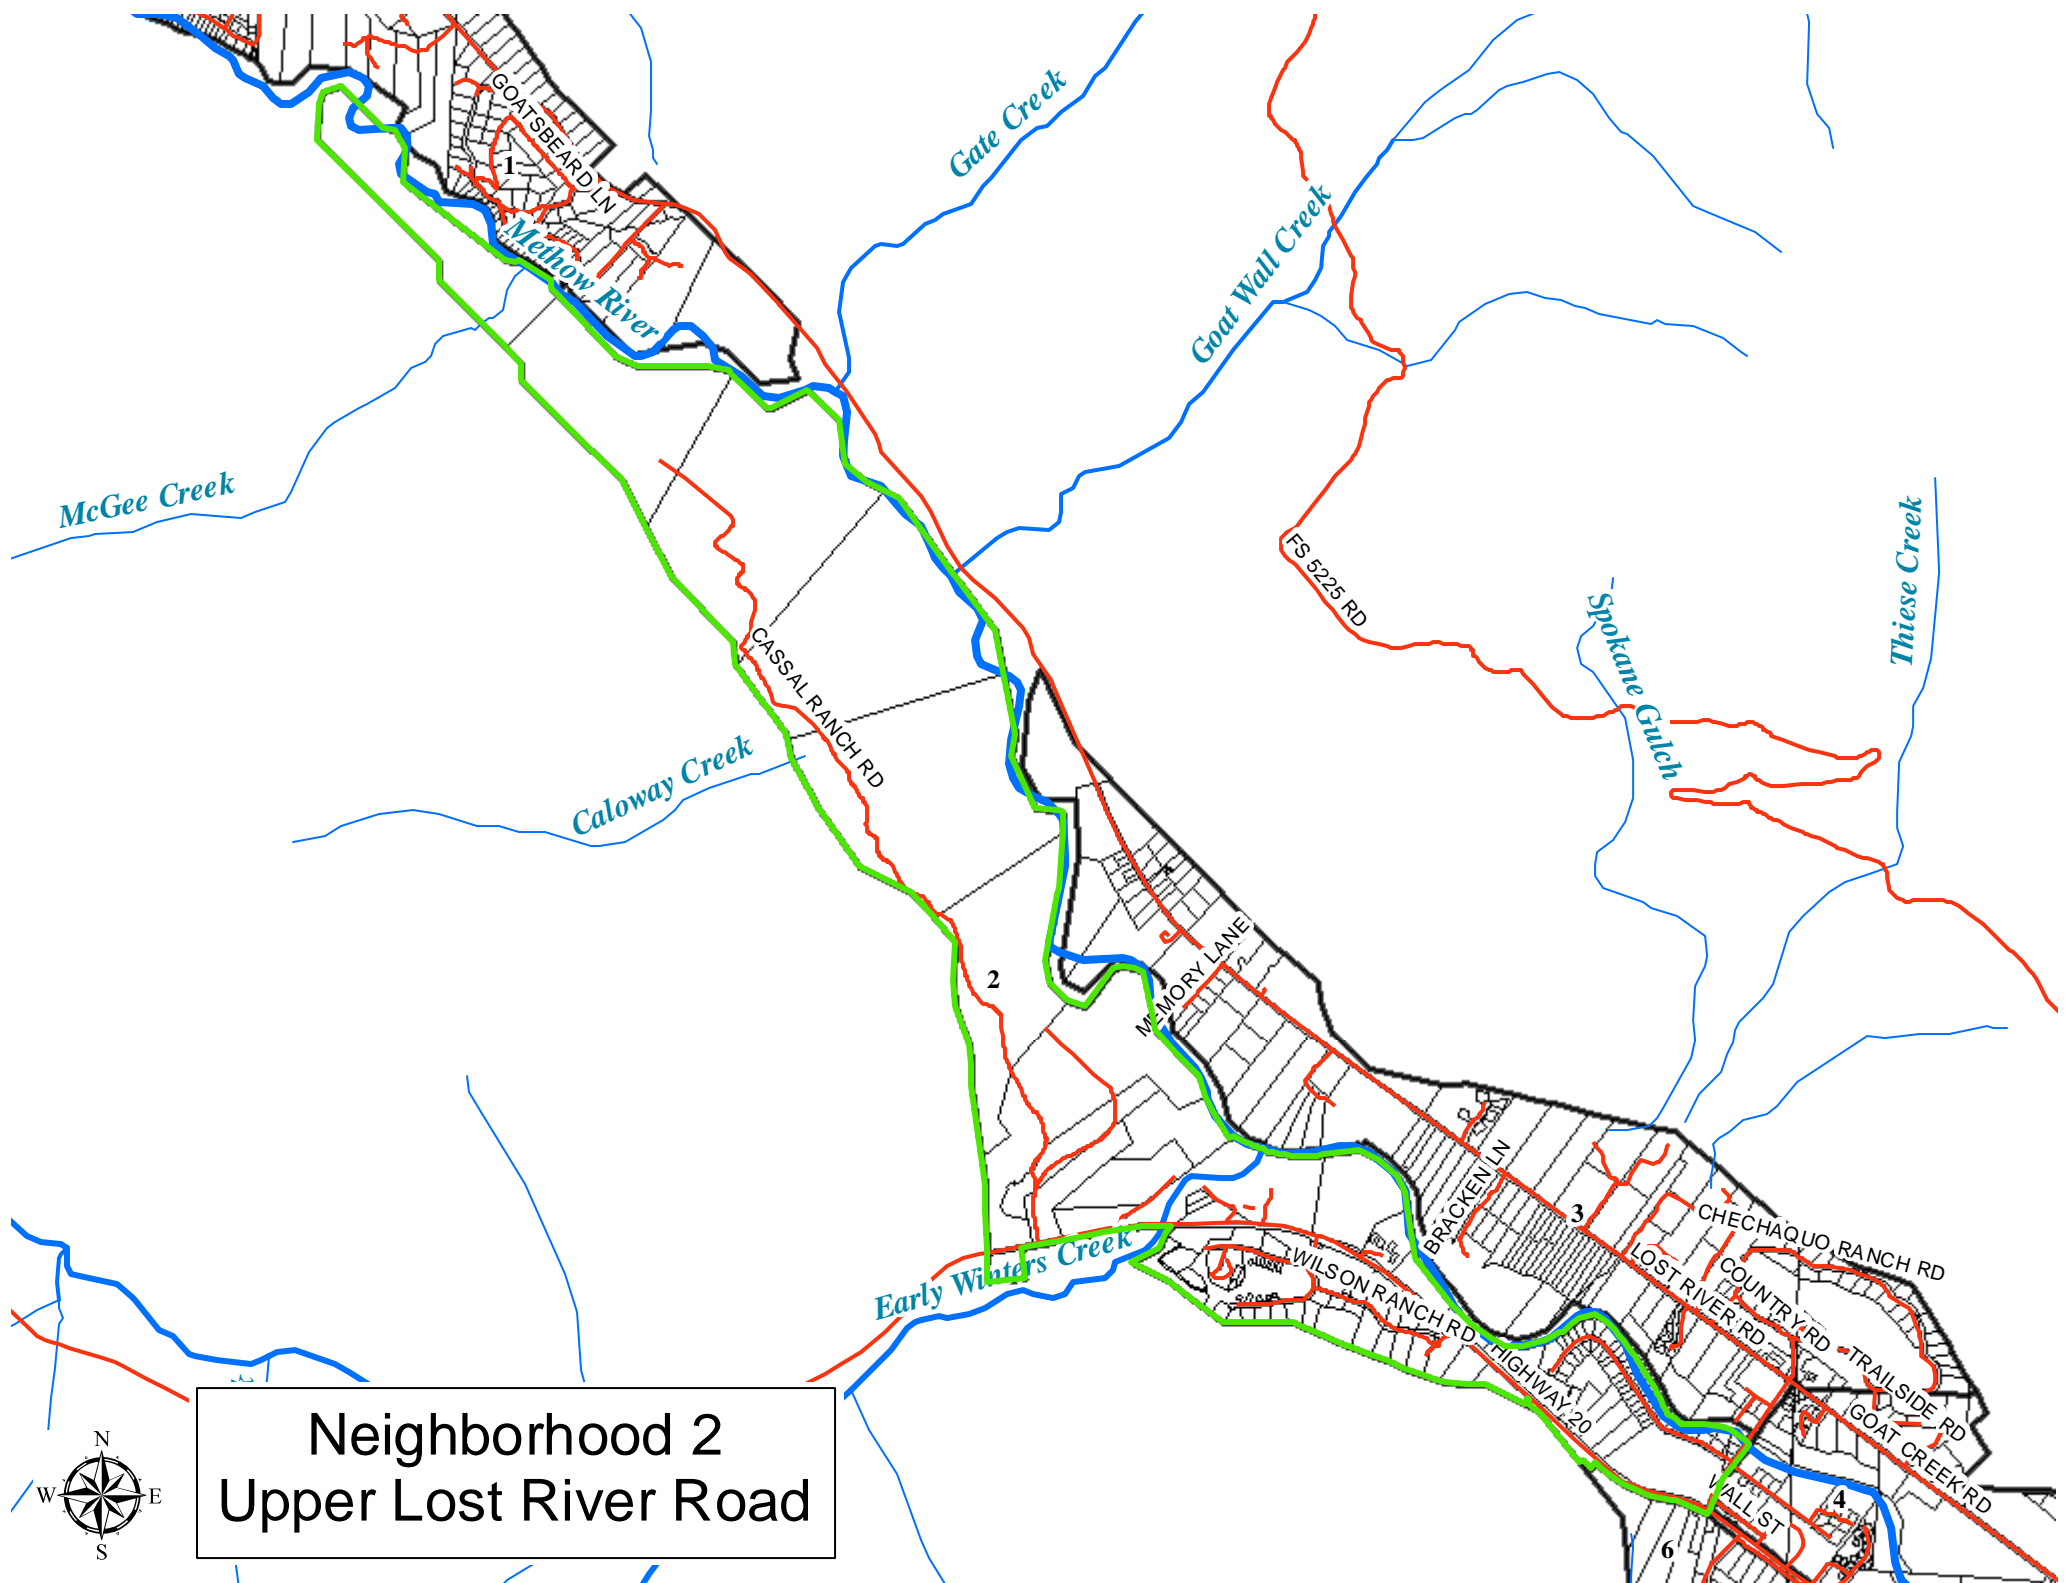 GOATSBEARD LN
1
Gate Creek
Methow River
Goat Wall Creek
McGee Creek
FS 5225 RD
Thiese Creek
Spokane Gulch
CASSAL RANCH RD
Caloway Creek
MEMORY LANE
2
BRACKEN LN
3
CHECHAQUO RANCH RD
Early Winters Creek
WILSON RANCH RD
LOST RIVER RD
COUNTRY RD
TRAILSIDE RD
HIGHWAY 20
GOAT CREEK RD
WALL ST
4
6
Neighborhood 2
Upper Lost River Road
N
W E
S